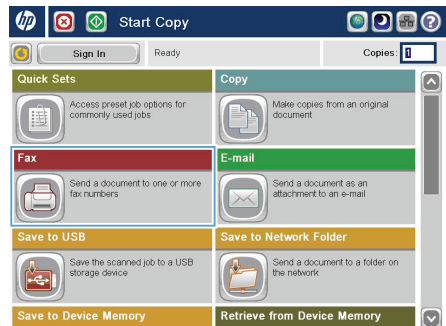 hp Start Copy
Sign In Ready Copies: 1
Quick Sets
Access preset job options for
commonly used jobs
Copy
Make copies from an original
document
Fax
Send a document to one or more
fax numbers
E-mail
Send a document as an
attachment to an e-mail
Save to USB
Save the scanned job to a USB
storage device
Save to Network Folder
Send a document to a folder on
the network
Save to Device Memory
Retrieve from Device Memory